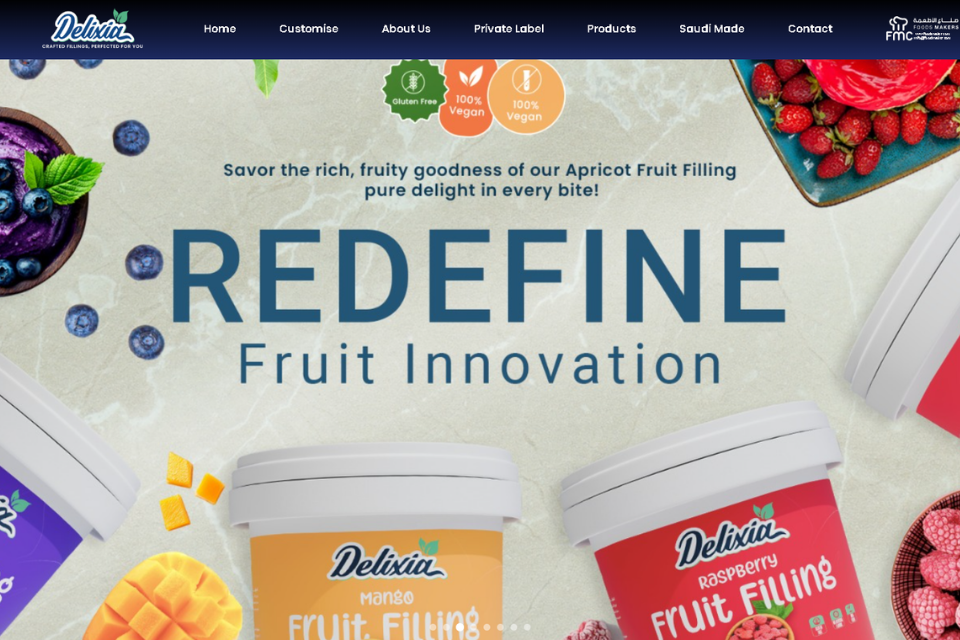 Delixia
CRAFTED FILLINGS, PERFECTED FOR YOU
Home
Customise
About Us
Private Label
Products
Saudi Made
Contact
صناع الأطعمة
FOODS MAKERS
FMC
Gluten Free
100%
Vegan
100%
Vegan
Savor the rich, fruity goodness of our Apricot Fruit Filling
pure delight in every bite!
REDEFINE
Fruit Innovation
Delixia
Mango
Fruit Filling
Delixia
Raspberry
Fruit Filling